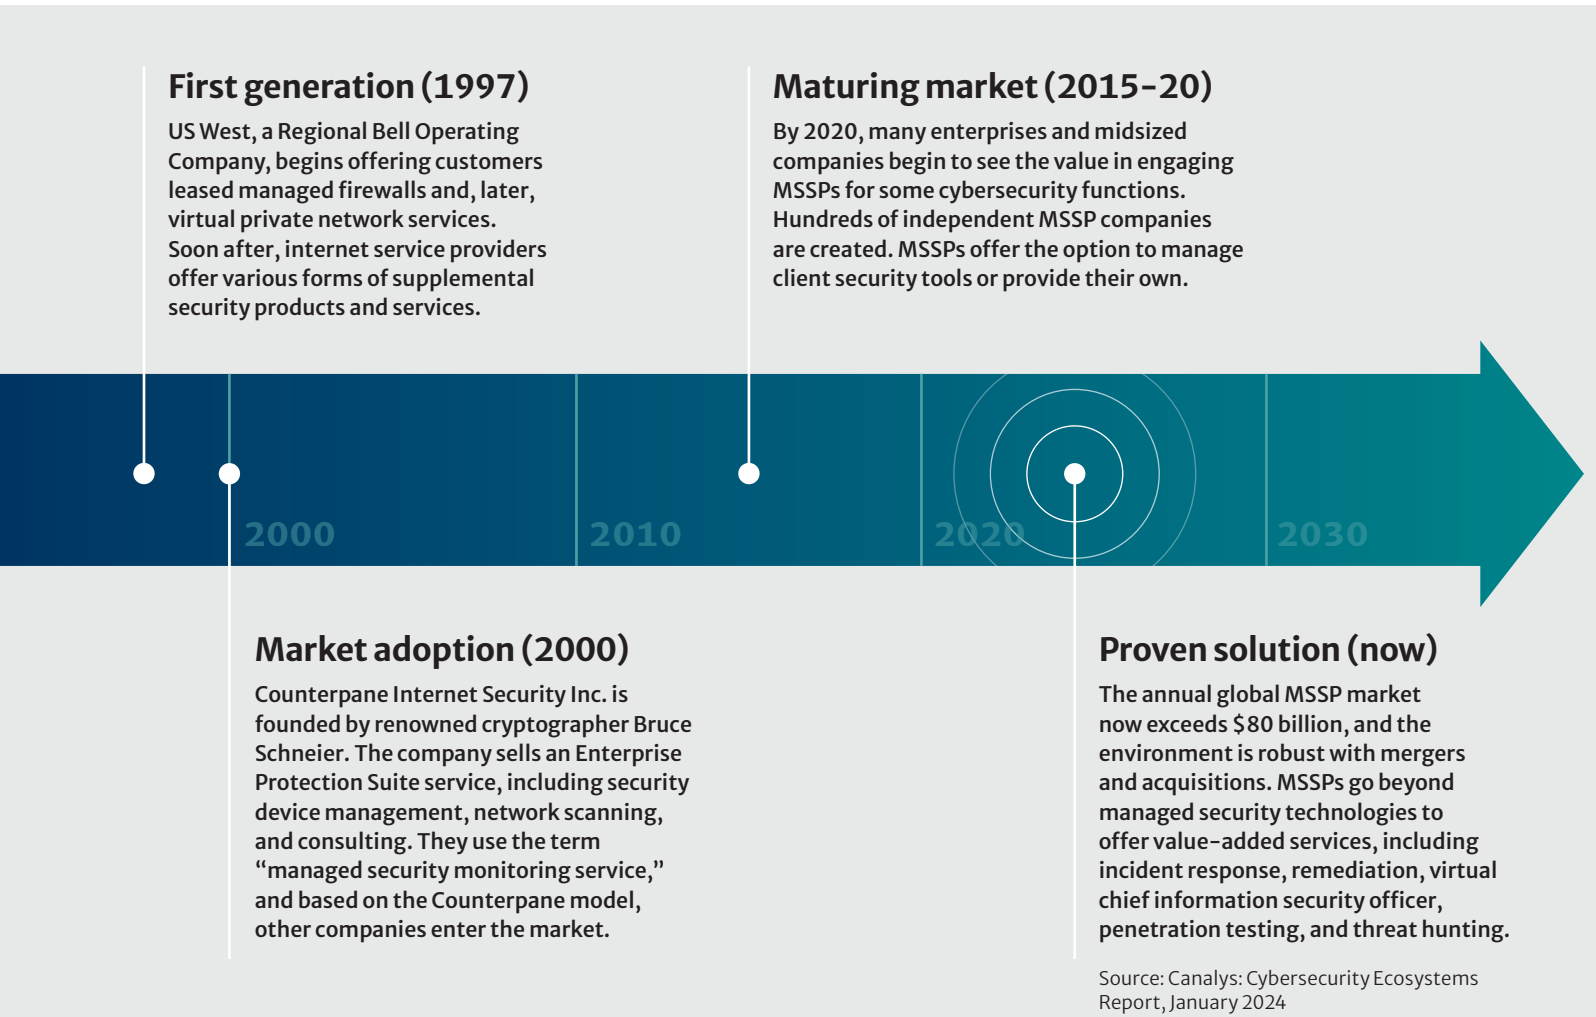 First generation (1997)
US West, a Regional Bell Operating
Company, begins offering customers
leased managed firewalls and, later,
virtual private network services.
Soon after, internet service providers
offer various forms of supplemental
security products and services.
Maturing market (2015-20)
By 2020, many enterprises and midsized
companies begin to see the value in engaging
MSSPs for some cybersecurity functions.
Hundreds of independent MSSP companies
are created. MSSPs offer the option to manage
client security tools or provide their own.
2000
2010
2020
2030
Market adoption (2000)
Counterpane Internet Security Inc. is
founded by renowned cryptographer Bruce
Schneier. The company sells an Enterprise
Protection Suite service, including security
device management, network scanning,
and consulting. They use the term
“managed security monitoring service,”
and based on the Counterpane model,
other companies enter the market.
Proven solution (now)
The annual global MSSP market
now exceeds $80 billion, and the
environment is robust with mergers
and acquisitions. MSSPs go beyond
managed security technologies to
offer value-added services, including
incident response, remediation, virtual
chief information security officer,
penetration testing, and threat hunting.
Source: Canalys: Cybersecurity Ecosystems
Report, January 2024